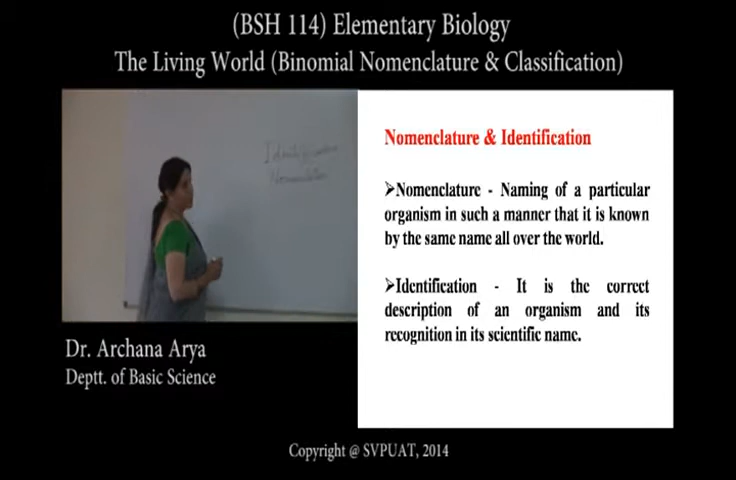 (BSH 114) Elementary Biology
The Living World (Binomial Nomenclature & Classification)
Identification
Nomenclature
Nomenclature & Identification
➢Nomenclature - Naming of a particular
organism in such a manner that it is known
by the same name all over the world.
➢Identification - It is the correct
description of an organism and its
recognition in its scientific name.
Dr. Archana Arya
Deptt. of Basic Science
Copyright @ SVPUAT, 2014